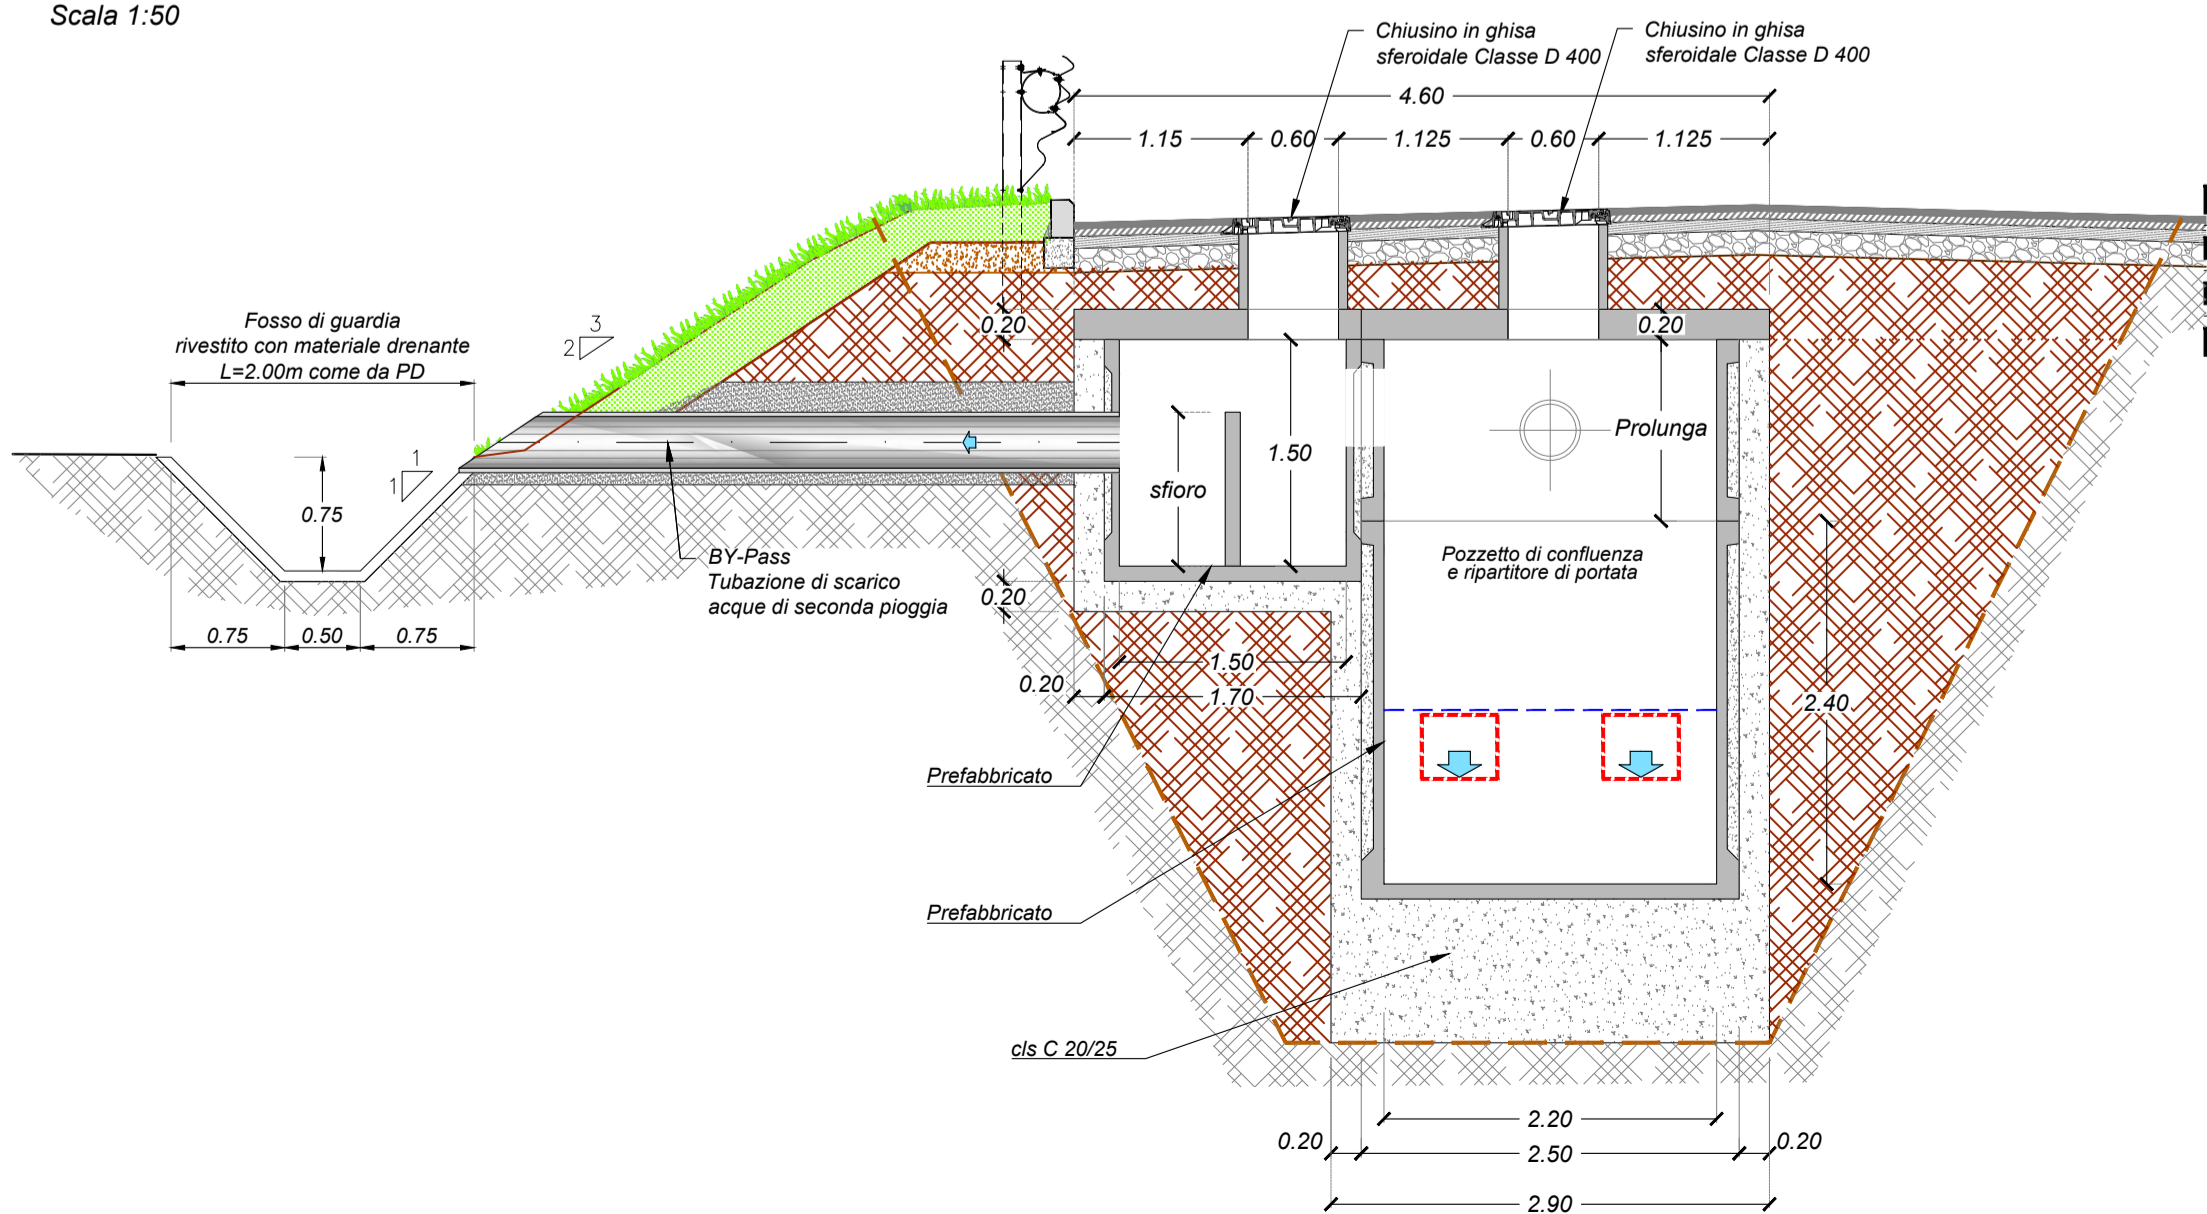 Scala 1:50
Chiusino in ghisa
sferoidale Classe D 400
Chiusino in ghisa
sferoidale Classe D 400
4.60
1.15
0.60
1.125
0.60
1.125
Fosso di guardia
rivestito con materiale drenante
L=2.00m come da PD
3
2
0.20
0.20
Prolunga
1.50
sfioro
1
1
0.75
BY-Pass
Tubazione di scarico
acque di seconda pioggia
Pozzetto di confluenza
e ripartitore di portata
0.20
0.75
0.50
0.75
1.50
0.20
1.70
2.40
Prefabbricato
Prefabbricato
cls C 20/25
2.20
0.20
2.50
0.20
2.90